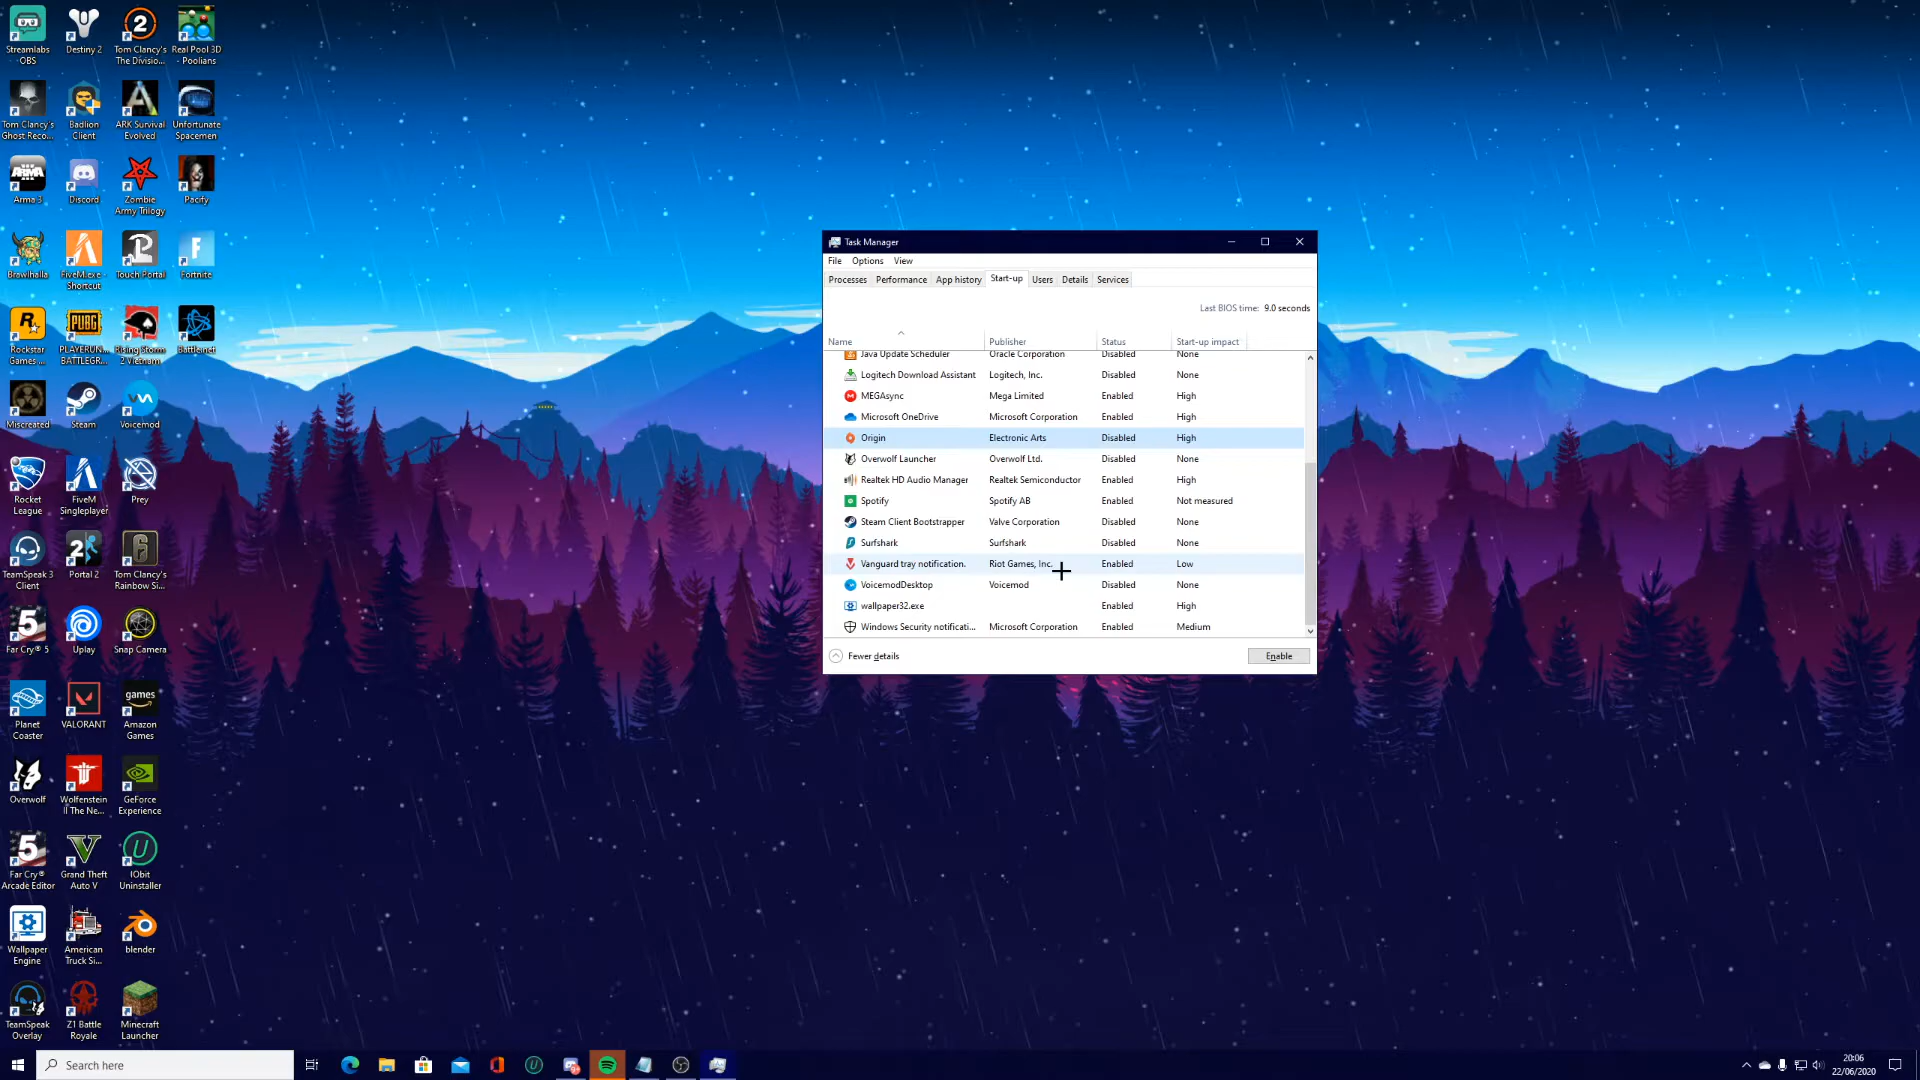 Streamlabs OBS
Destiny 2
Tom Clancy's The Divisio...
Real Pool 3D - Poolians
Tom Clancy's Ghost Reco...
Badlion Client
ARK Survival Evolved
Unfortunate Spacemen
Arma 3
Discord
Zombie Army Trilogy
Pacify
Brawlhalla
FiveM.exe - Shortcut
Touch Portal
Fortnite
Rockstar Games ...
PLAYERUN... BATTLEGR...
Rising Storm 2 Vietnam
Battle.net
Miscreated
Steam
Voicemod
Rocket League
FiveM Singleplayer
Prey
TeamSpeak 3 Client
Portal 2
Tom Clancy's Rainbow Si...
Far Cry® 5
Uplay
Snap Camera
Planet Coaster
VALORANT
Amazon Games
Overwolf
Wolfenstein II The Ne...
GeForce Experience
Far Cry® Arcade Editor
Grand Theft Auto V
IObit Uninstaller
Wallpaper Engine
American Truck Si...
blender
TeamSpeak Overlay
Z1 Battle Royale
Minecraft Launcher
Task Manager
File Options View
Processes Performance App history Start-up Users Details Services
Last BIOS time: 9.0 seconds
Name Publisher Status Start-up impact
Java Update Scheduler Oracle Corporation Disabled None
Logitech Download Assistant Logitech, Inc. Disabled None
MEGAsync Mega Limited Enabled High
Microsoft OneDrive Microsoft Corporation Enabled High
Origin Electronic Arts Disabled High
Overwolf Launcher Overwolf Ltd. Disabled None
Realtek HD Audio Manager Realtek Semiconductor Enabled High
Spotify Spotify AB Enabled Not measured
Steam Client Bootstrapper Valve Corporation Disabled None
Surfshark Surfshark Disabled None
Vanguard tray notification. Riot Games, Inc. Enabled Low
VoicemodDesktop Voicemod Disabled None
wallpaper32.exe Enabled High
Windows Security notificati... Microsoft Corporation Enabled Medium
Fewer details
Enable
Search here
20:06
22/06/2020